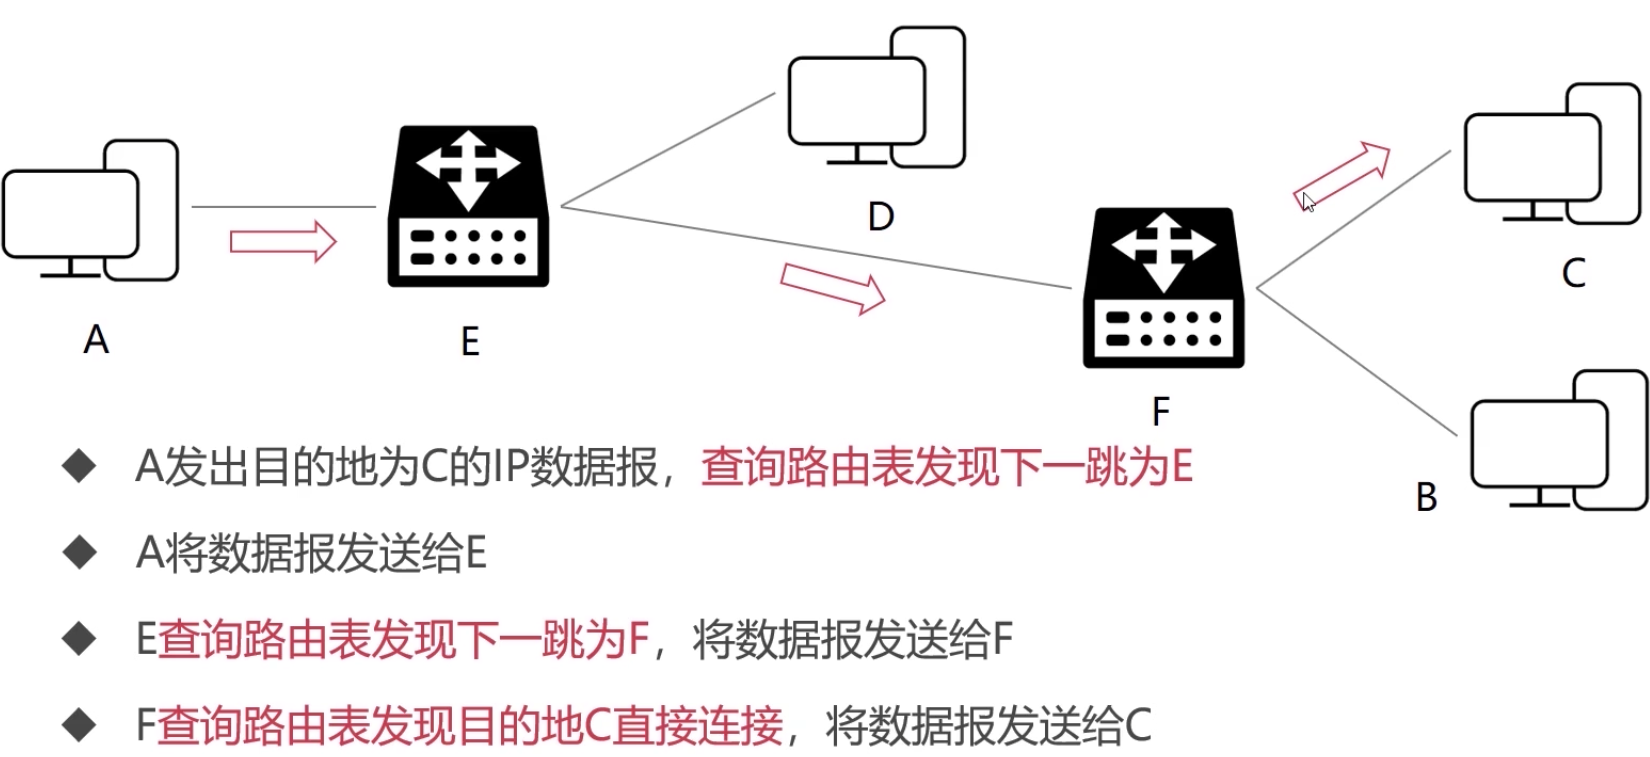 D
C
A
E
F
B
A发出目的地为C的IP数据报，查询路由表发现下一跳为E
A将数据报发送给E
E查询路由表发现下一跳为F，将数据报发送给F
F查询路由表发现目的地C直接连接，将数据报发送给C